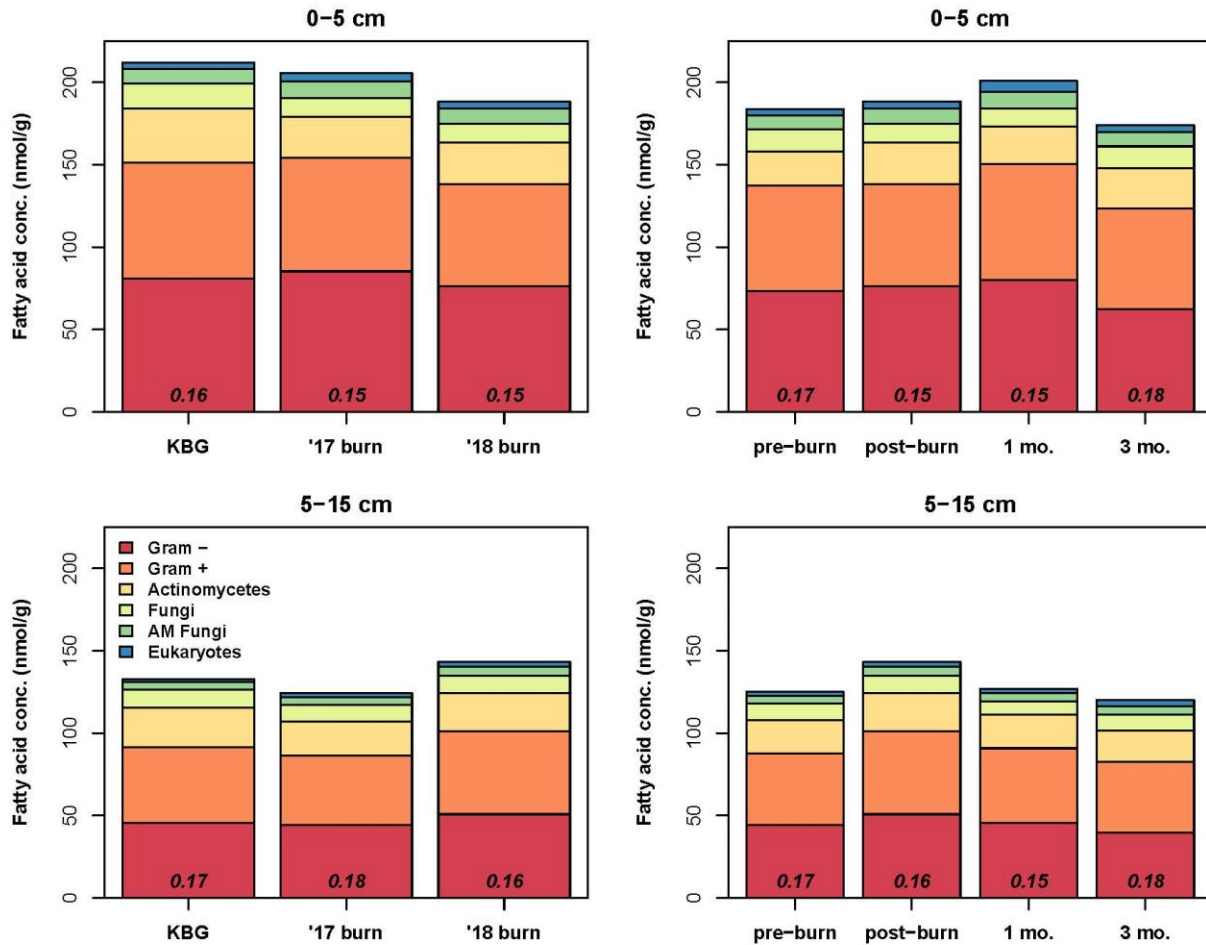 0−5 cm
Fatty acid conc. (nmol/g)
200
150
100
50
0
0.16
0.15
0.15
KBG
'17 burn
'18 burn
0−5 cm
Fatty acid conc. (nmol/g)
200
150
100
50
0
0.17
0.15
0.15
0.18
pre−burn
post−burn
1 mo.
3 mo.
5−15 cm
Fatty acid conc. (nmol/g)
200
150
100
50
0
Gram −
Gram +
Actinomycetes
Fungi
AM Fungi
Eukaryotes
0.17
0.18
0.16
KBG
'17 burn
'18 burn
5−15 cm
Fatty acid conc. (nmol/g)
200
150
100
50
0
0.17
0.16
0.15
0.18
pre−burn
post−burn
1 mo.
3 mo.